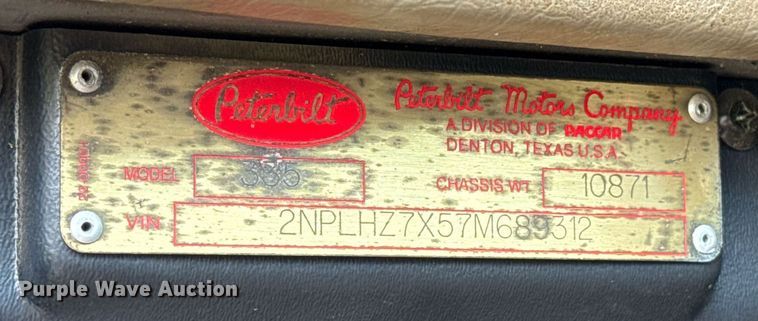 Peterbilt
Peterbilt Motors Company
A DIVISION OF PACCAR
DENTON, TEXAS U.S.A.
MODEL 335
CHASSIS WT 10871
VIN 2NPLHZ7X57M689312
Purple Wave Auction